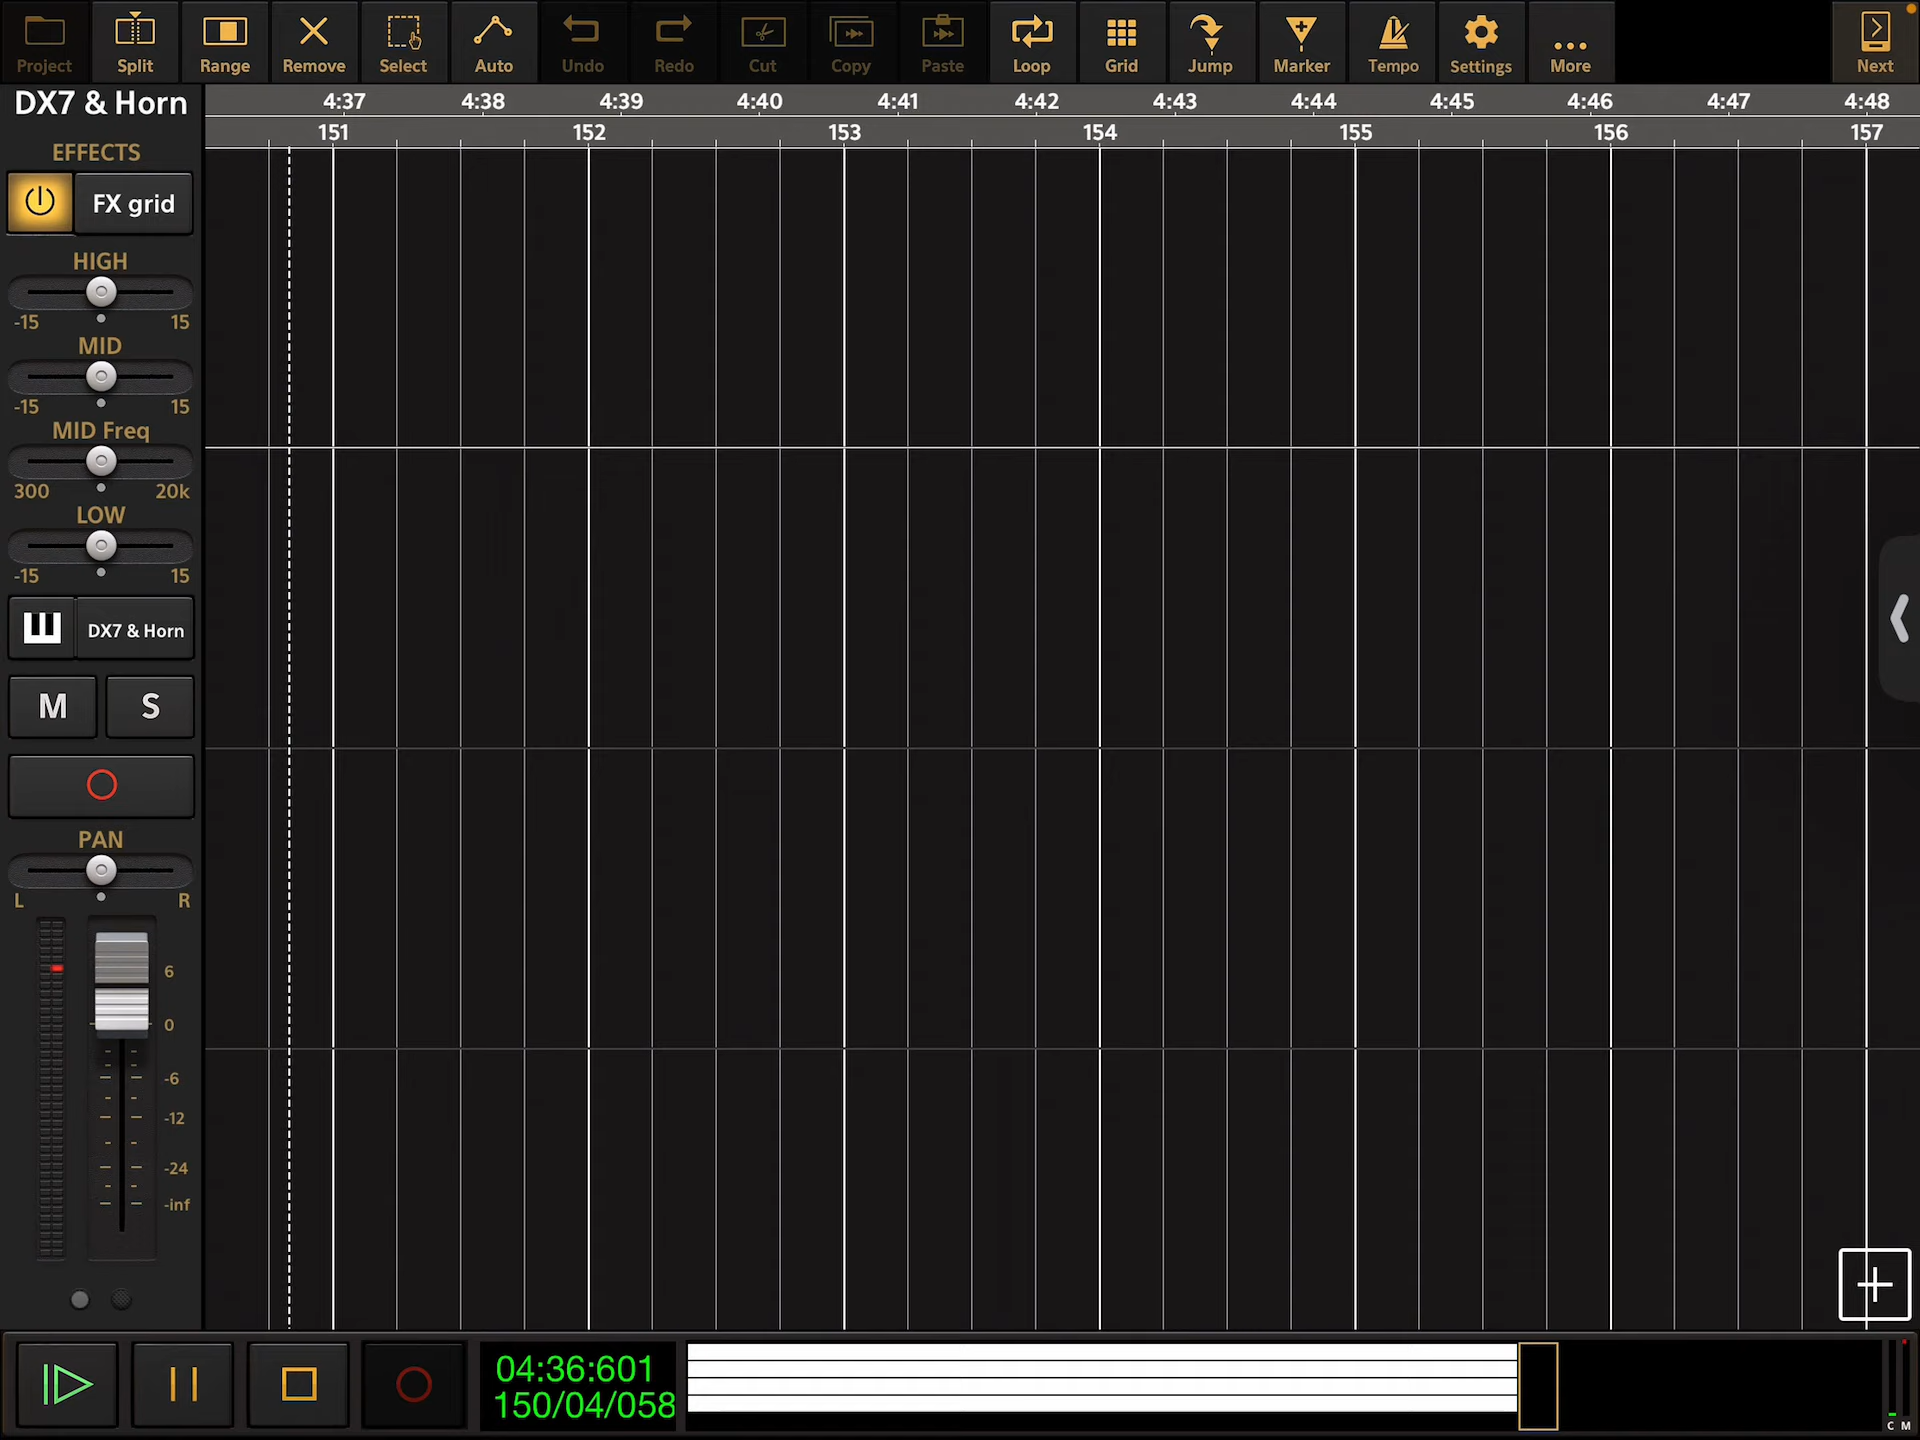 Project Split Range Remove Select Auto Undo Redo Cut Copy Paste Loop Grid Jump Marker Tempo Settings More Next
DX7 & Horn
4:37 4:38 4:39 4:40 4:41 4:42 4:43 4:44 4:45 4:46 4:47 4:48
151 152 153 154 155 156 157
EFFECTS
FX grid
HIGH
-15 15
MID
-15 15
MID Freq
300 20k
LOW
-15 15
DX7 & Horn
M S
PAN
L R
6
0
-6
-12
-24
-inf
04:36:601
150/04/058
C M